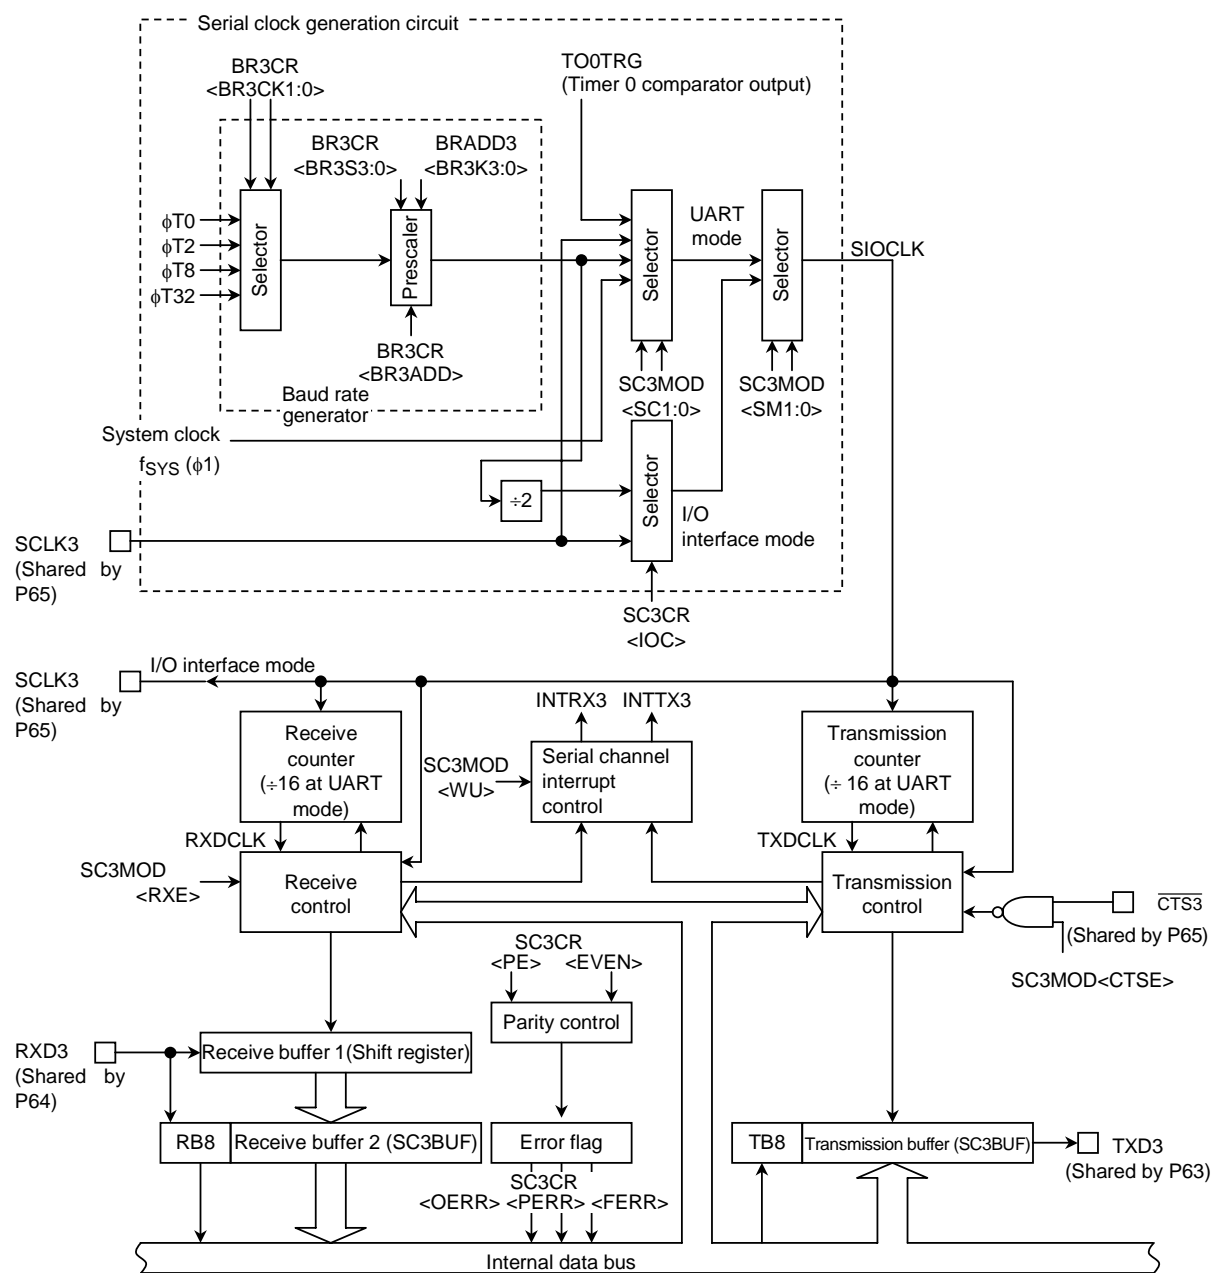 Serial clock generation circuit
BR3CR
<BR3CK1:0>
TO0TRG
(Timer 0 comparator output)
BR3CR
<BR3S3:0>
BRADD3
<BR3K3:0>
ϕT0
ϕT2
ϕT8
ϕT32
Selector
Prescaler
BR3CR
<BR3ADD>
Baud rate
generator
Selector
UART
mode
Selector
SIOCLK
SC3MOD
<SC1:0>
SC3MOD
<SM1:0>
System clock
fSYS (ϕ1)
÷2
Selector
I/O
interface mode
SCLK3
(Shared by
P65)
SC3CR
<IOC>
I/O interface mode
SCLK3
(Shared by
P65)
Receive
counter
(÷16 at UART
mode)
INTRX3
INTTX3
SC3MOD
<WU>
Serial channel
interrupt
control
Transmission
counter
(÷ 16 at UART
mode)
RXDCLK
TXDCLK
SC3MOD
<RXE>
Receive
control
Transmission
control
CTS3
(Shared by P65)
SC3MOD<CTSE>
SC3CR
<PE>
<EVEN>
Parity control
RXD3
(Shared by
P64)
Receive buffer 1(Shift register)
RB8
Receive buffer 2 (SC3BUF)
Error flag
TB8
Transmission buffer (SC3BUF)
TXD3
(Shared by P63)
SC3CR
<OERR>
<PERR>
<FERR>
Internal data bus